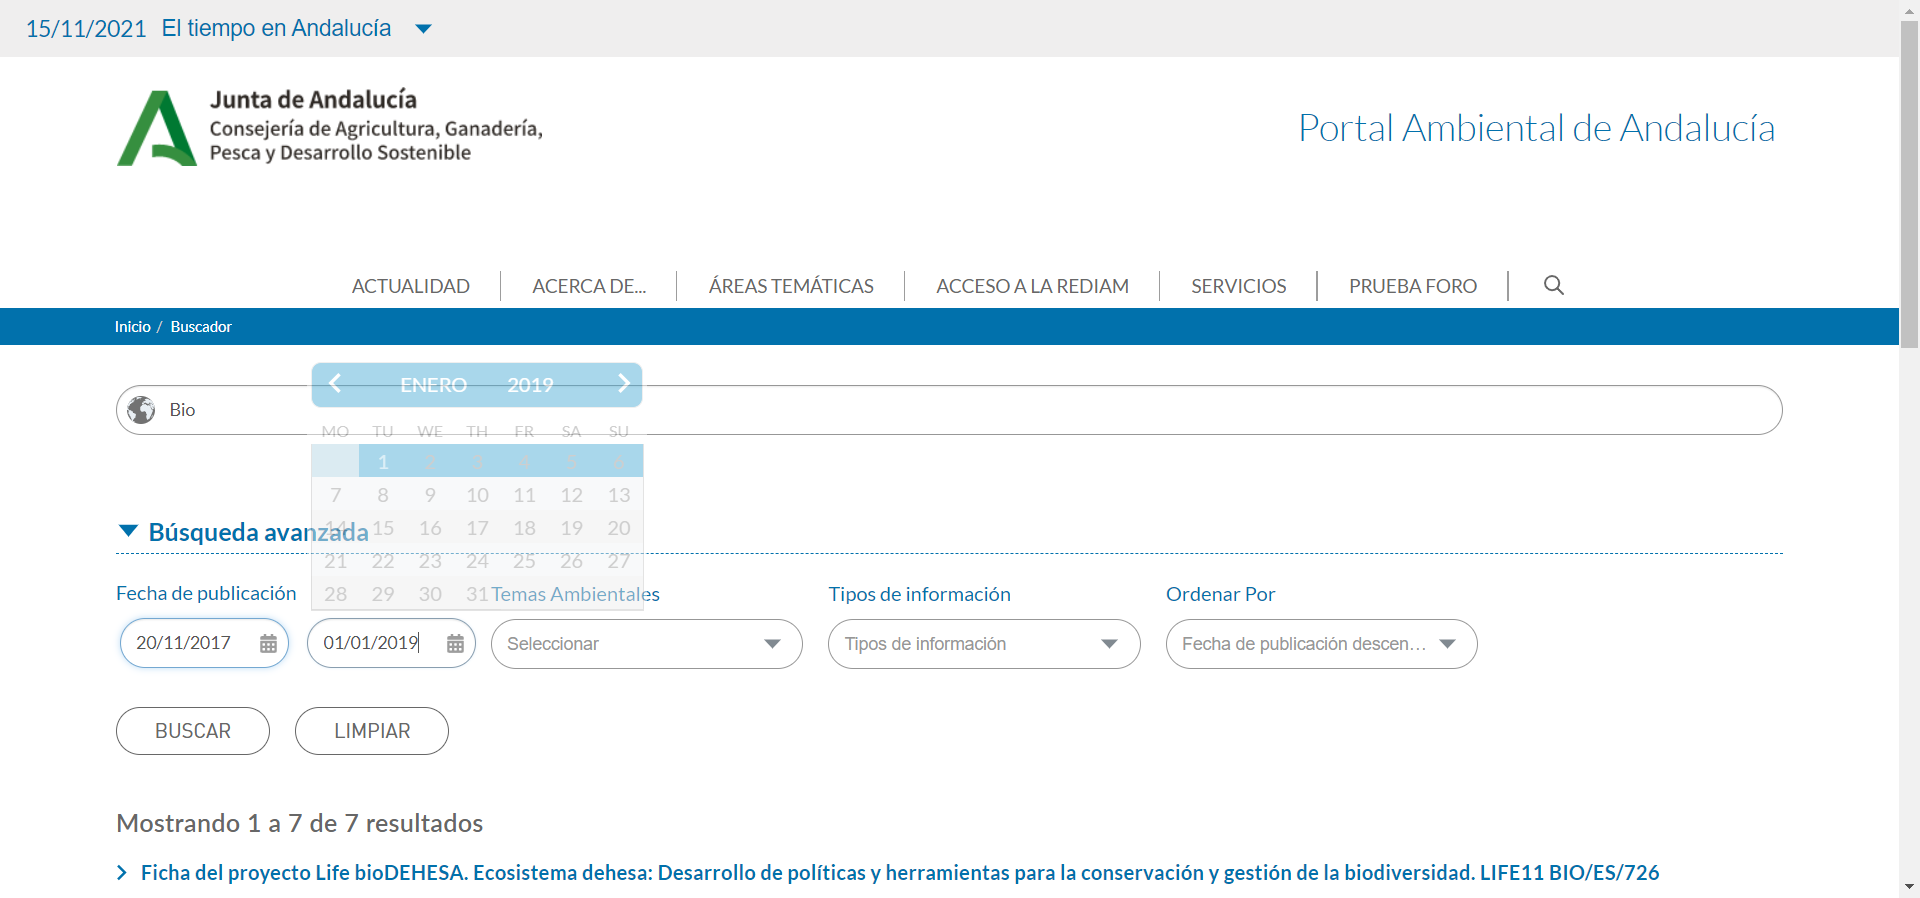 15/11/2021 El tiempo en Andalucía
Junta de Andalucía
Consejería de Agricultura, Ganadería,
Pesca y Desarrollo Sostenible
Portal Ambiental de Andalucía
ACTUALIDAD ACERCA DE... ÁREAS TEMÁTICAS ACCESO A LA REDIAM SERVICIOS PRUEBA FORO
Inicio / Buscador
ENERO 2019
Bio
MO TU WE TH FR SA SU
1 2 3 4 5 6
7 8 9 10 11 12 13
14 15 16 17 18 19 20
Búsqueda avanzada
21 22 23 24 25 26 27
28 29 30 31
Fecha de publicación Temas Ambientales Tipos de información Ordenar Por
20/11/2017 01/01/2019 Seleccionar Tipos de información Fecha de publicación descen...
BUSCAR LIMPIAR
Mostrando 1 a 7 de 7 resultados
Ficha del proyecto Life bioDEHESA. Ecosistema dehesa: Desarrollo de políticas y herramientas para la conservación y gestión de la biodiversidad. LIFE11 BIO/ES/726